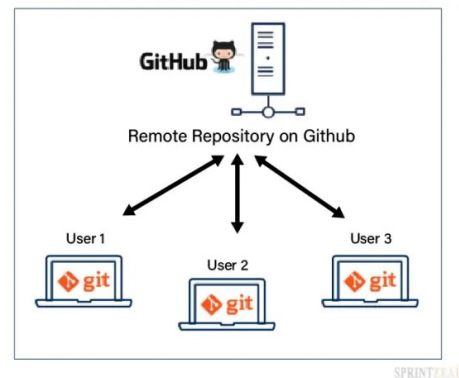 GitHub
Remote Repository on Github
User 1
User 2
User 3
git
git
git
SPRINTZEAL